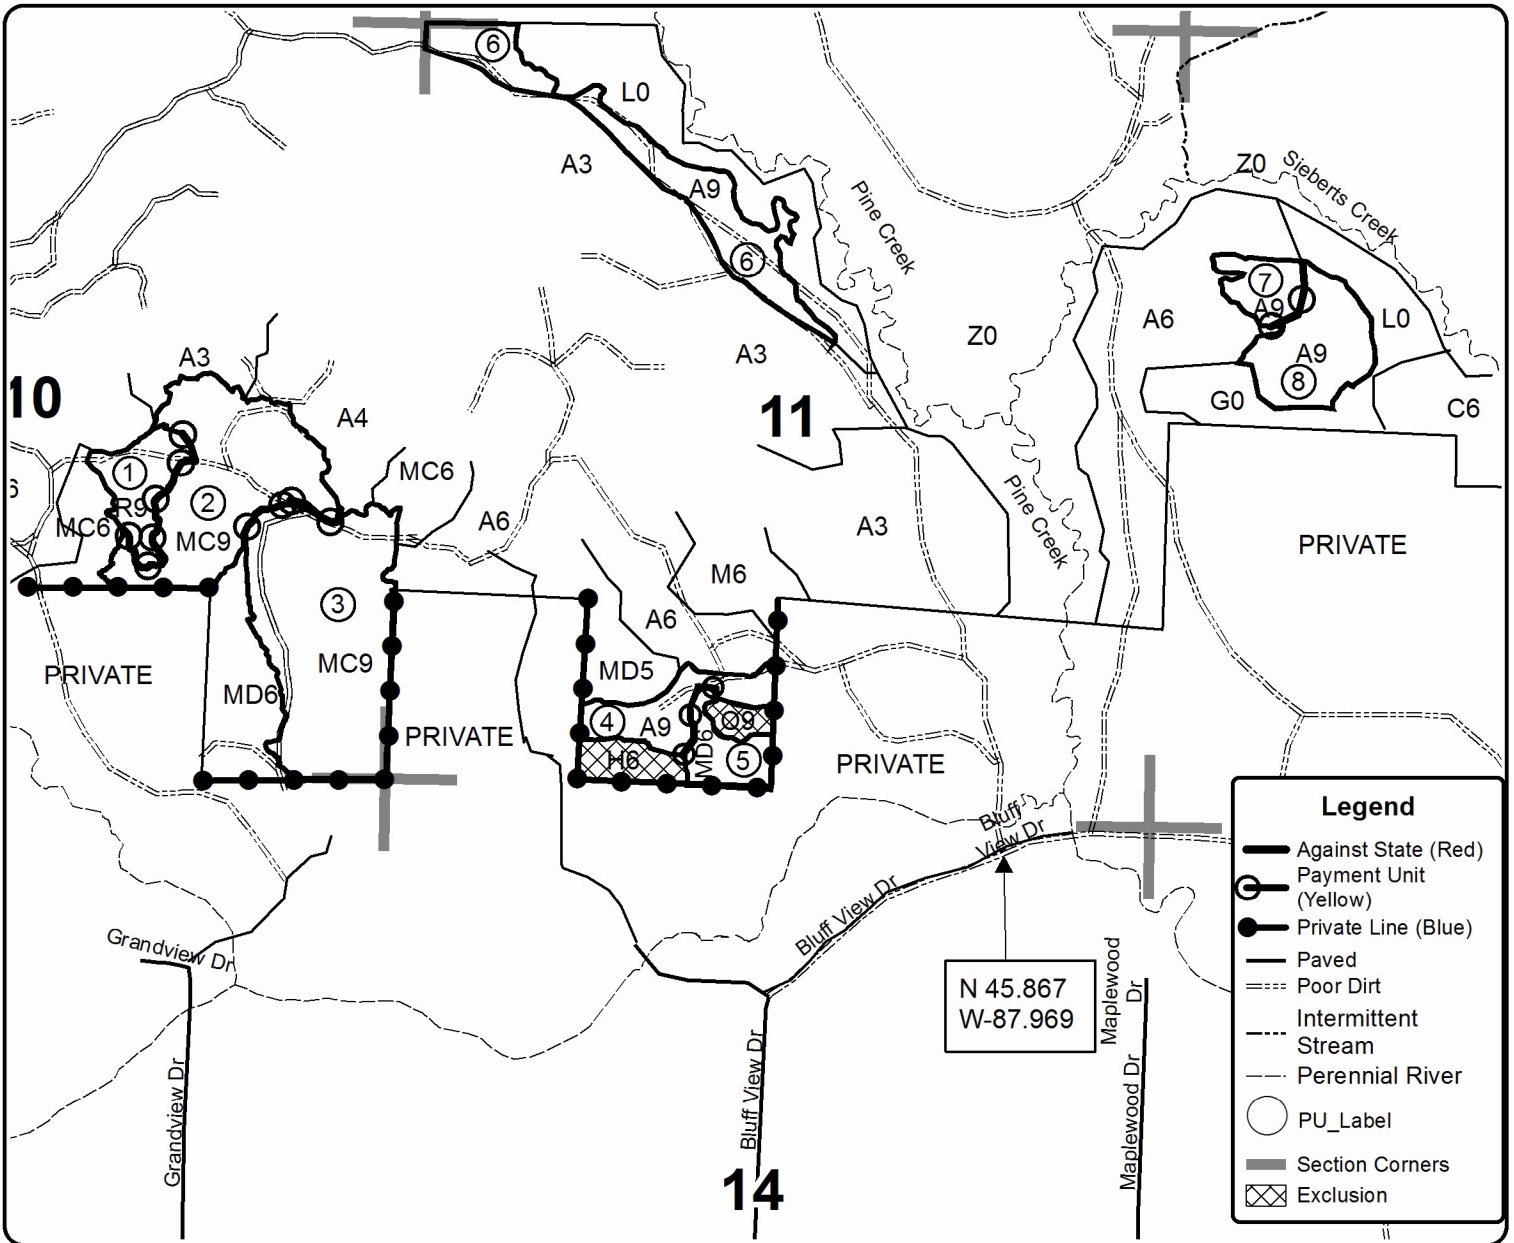 6
L0
A3
A9
6
Pine Creek
Z0
Sieberts Creek
7
A9
A6
L0
Z0
A3
A9
8
G0
C6
10
A3
A4
11
1
R9
MC6
2
MC9
MC6
6
A6
A3
Pine Creek
PRIVATE
3
MC9
M6
A6
MD5
PRIVATE
MD6
4
A9
O9
MD6
5
H6
PRIVATE
PRIVATE
Bluff
View Dr
Bluff View Dr
Grandview Dr
N 45.867
W-87.969
Maplewood
Dr
Grandview Dr
Bluff View Dr
Maplewood Dr
14
Legend
Against State (Red)
Payment Unit
(Yellow)
Private Line (Blue)
Paved
Poor Dirt
Intermittent
Stream
Perennial River
PU_Label
Section Corners
Exclusion